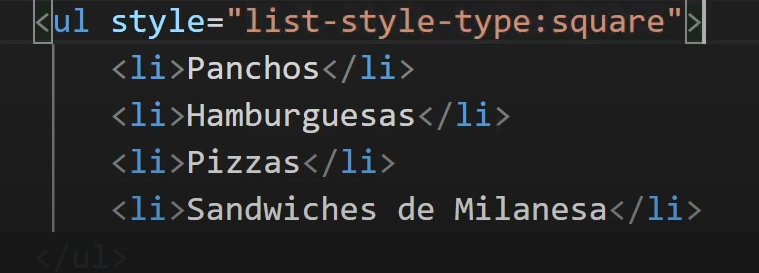 <ul style="list-style-type:square">
<li>Panchos</li>
<li>Hamburguesas</li>
<li>Pizzas</li>
<li>Sandwiches de Milanesa</li>
</ul>